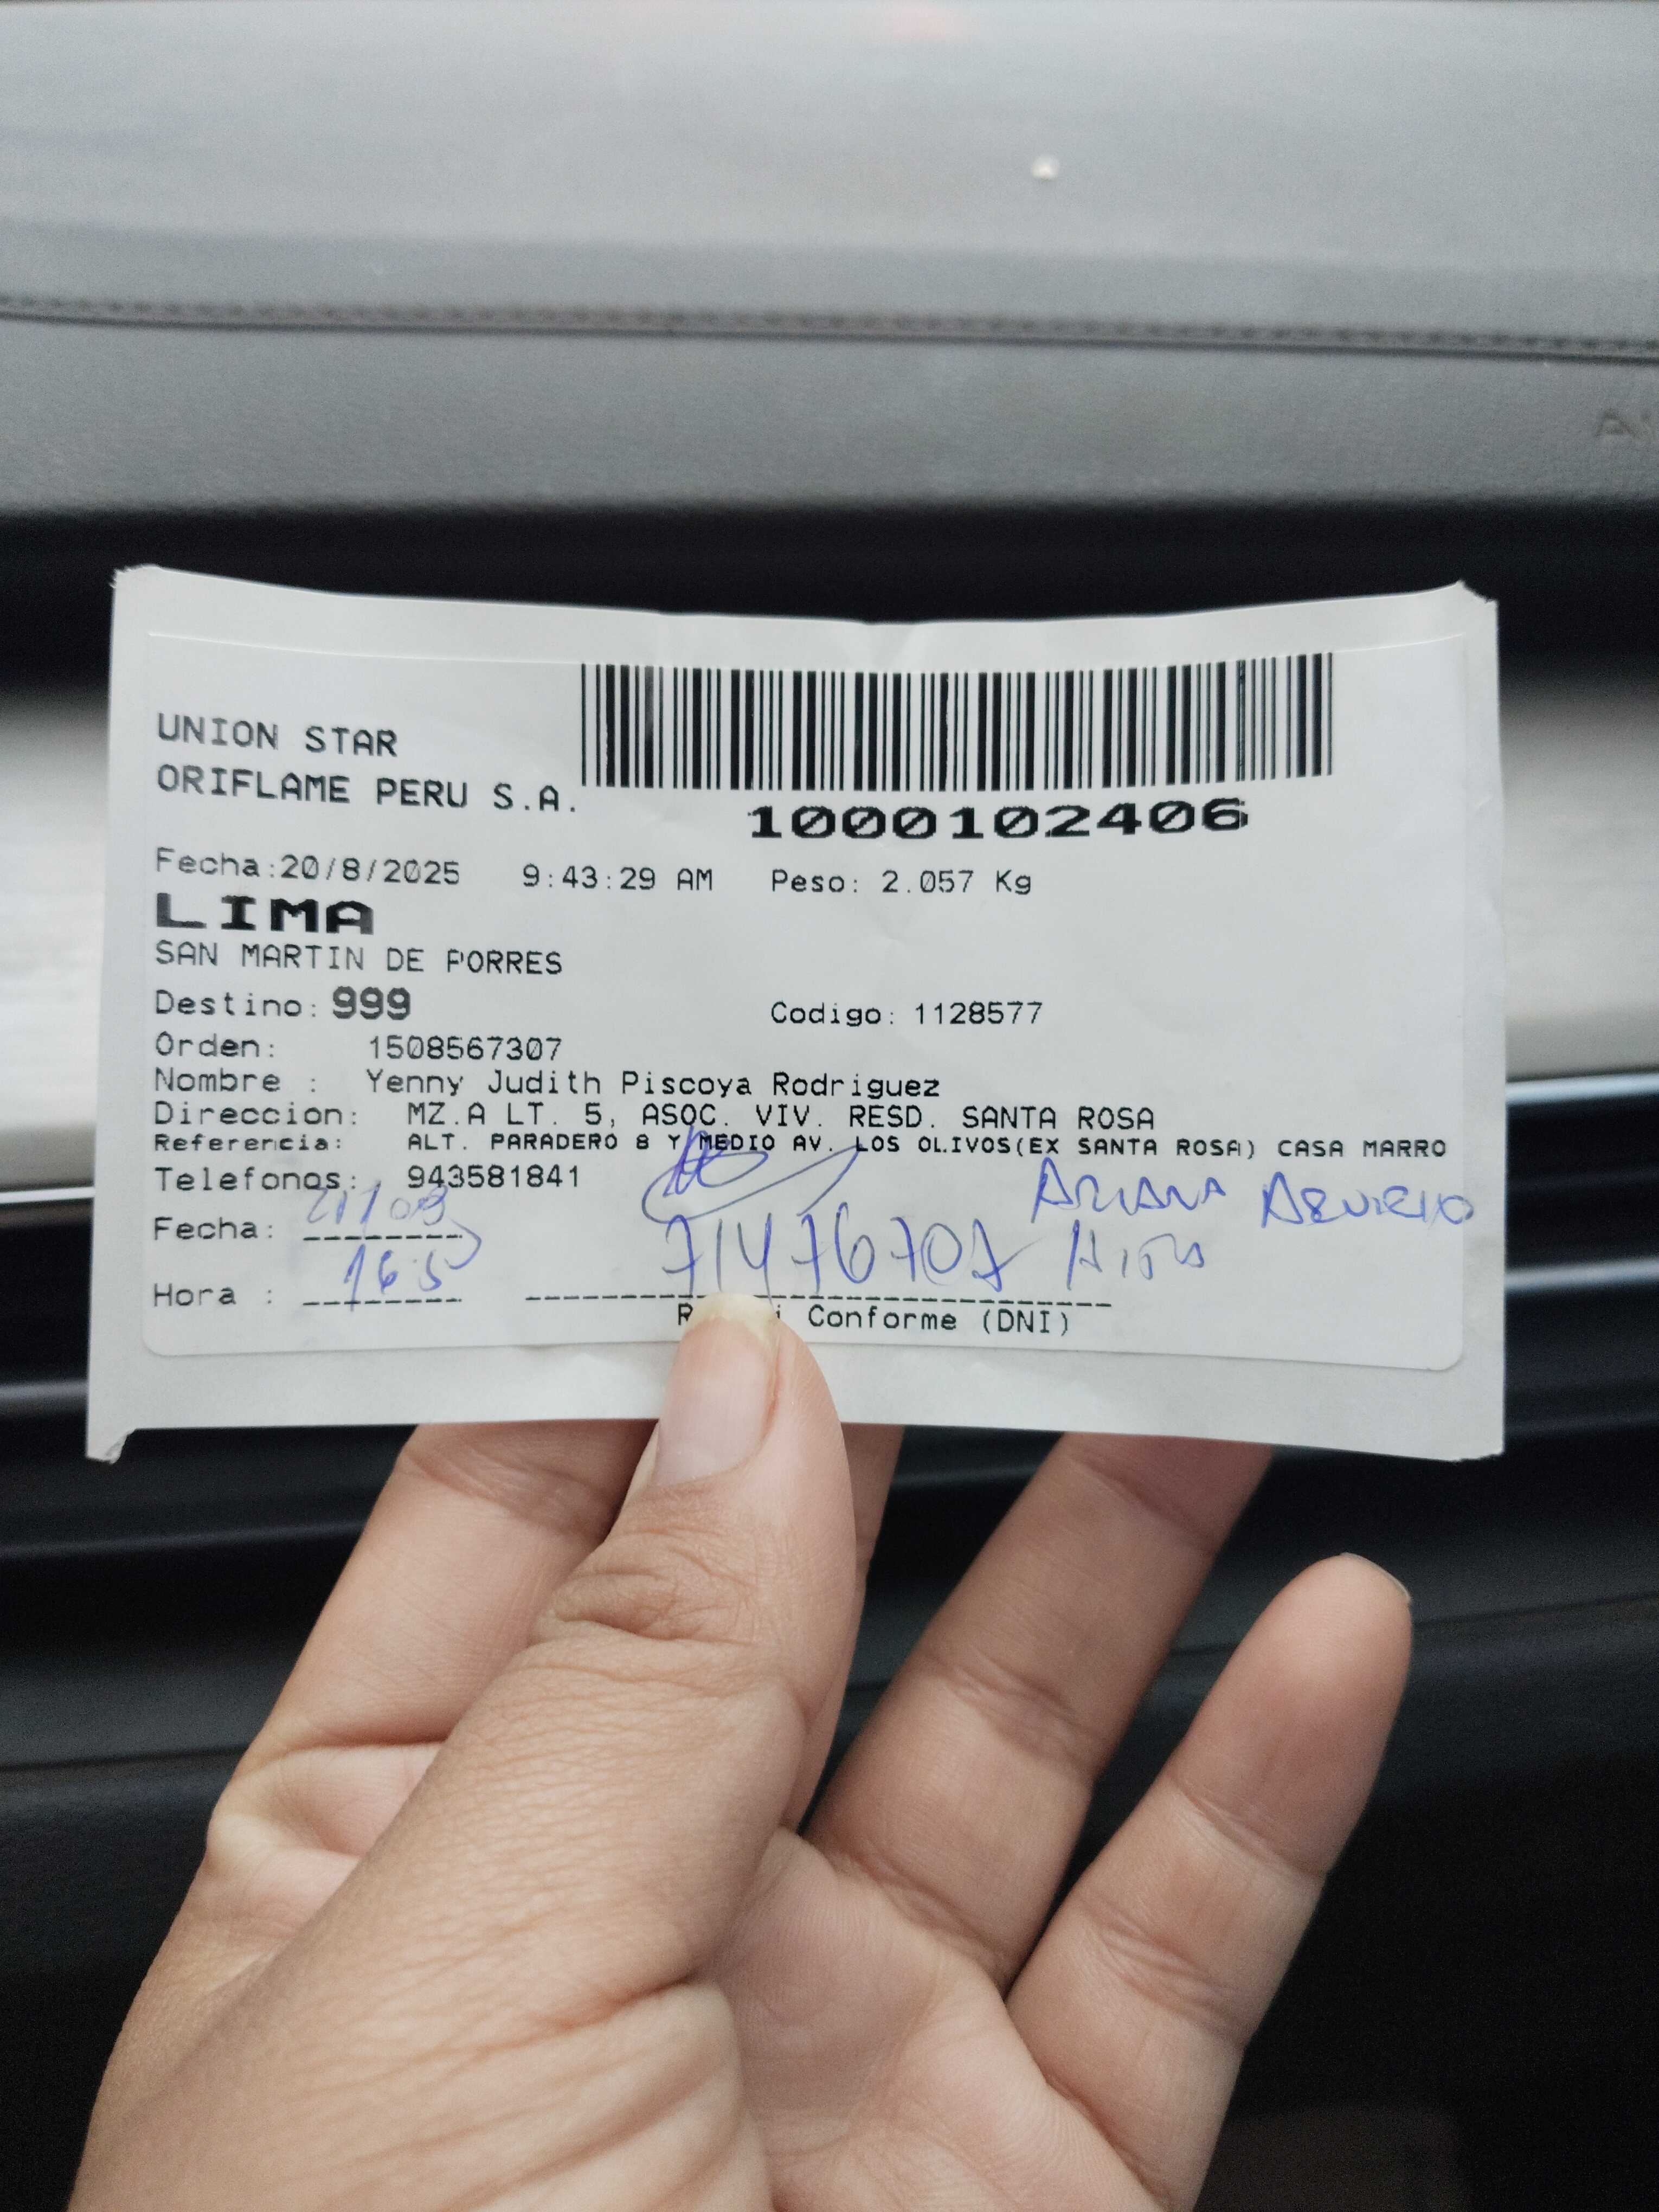 UNION STAR
ORIFLAME PERU S.A.
1000102406
Fecha:20/8/2025 9:43:29 AM Peso: 2.057 Kg
LIMA
SAN MARTIN DE PORRES
Destino: 999 Codigo: 1128577
Orden: 1508567307
Nombre : Yenny Judith Piscoya Rodriguez
Direccion: MZ.A LT. 5, ASOC. VIV. RESD. SANTA ROSA
Referencia: ALT. PARADERO 8 Y MEDIO AV. LOS OLIVOS(EX SANTA ROSA) CASA MARRO
Telefonos: 943581841
Fecha: 21/08
71476707
Hora :
Conforme (DNI)